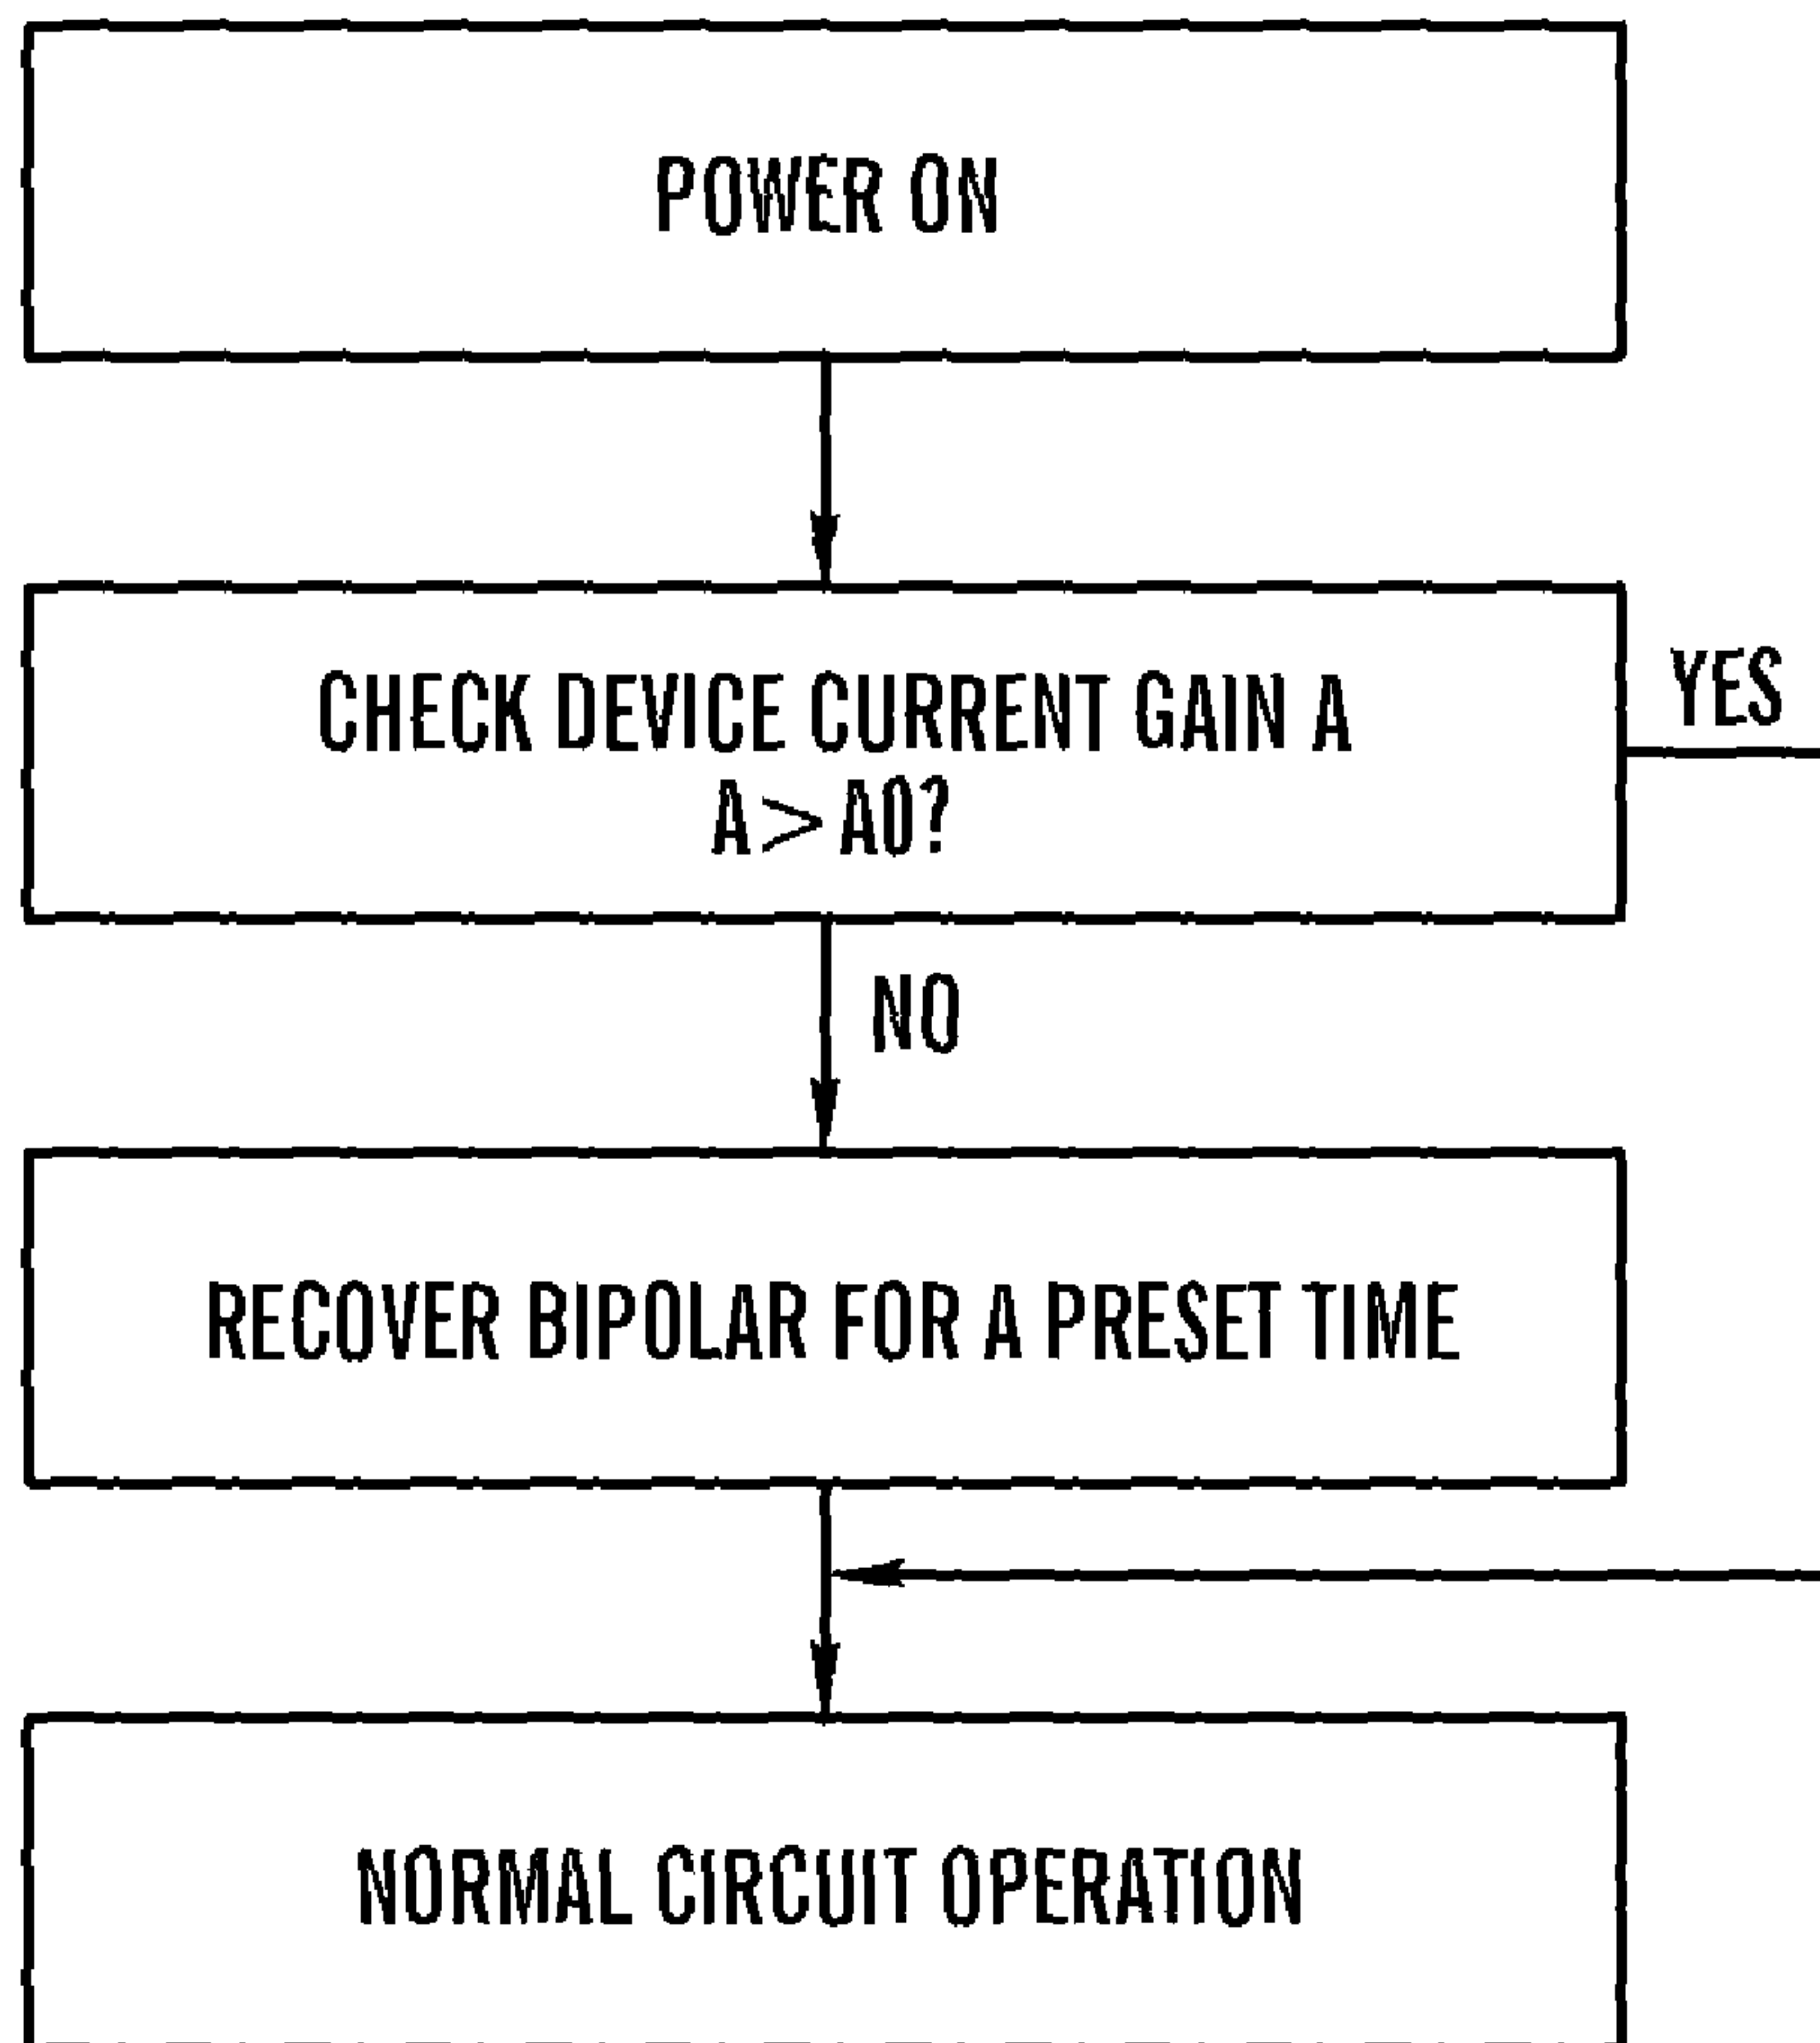 POWER ON
CHECK DEVICE CURRENT GAIN A
A>A0?
YES
NO
RECOVER BIPOLAR FOR A PRESET TIME
NORMAL CIRCUIT OPERATION